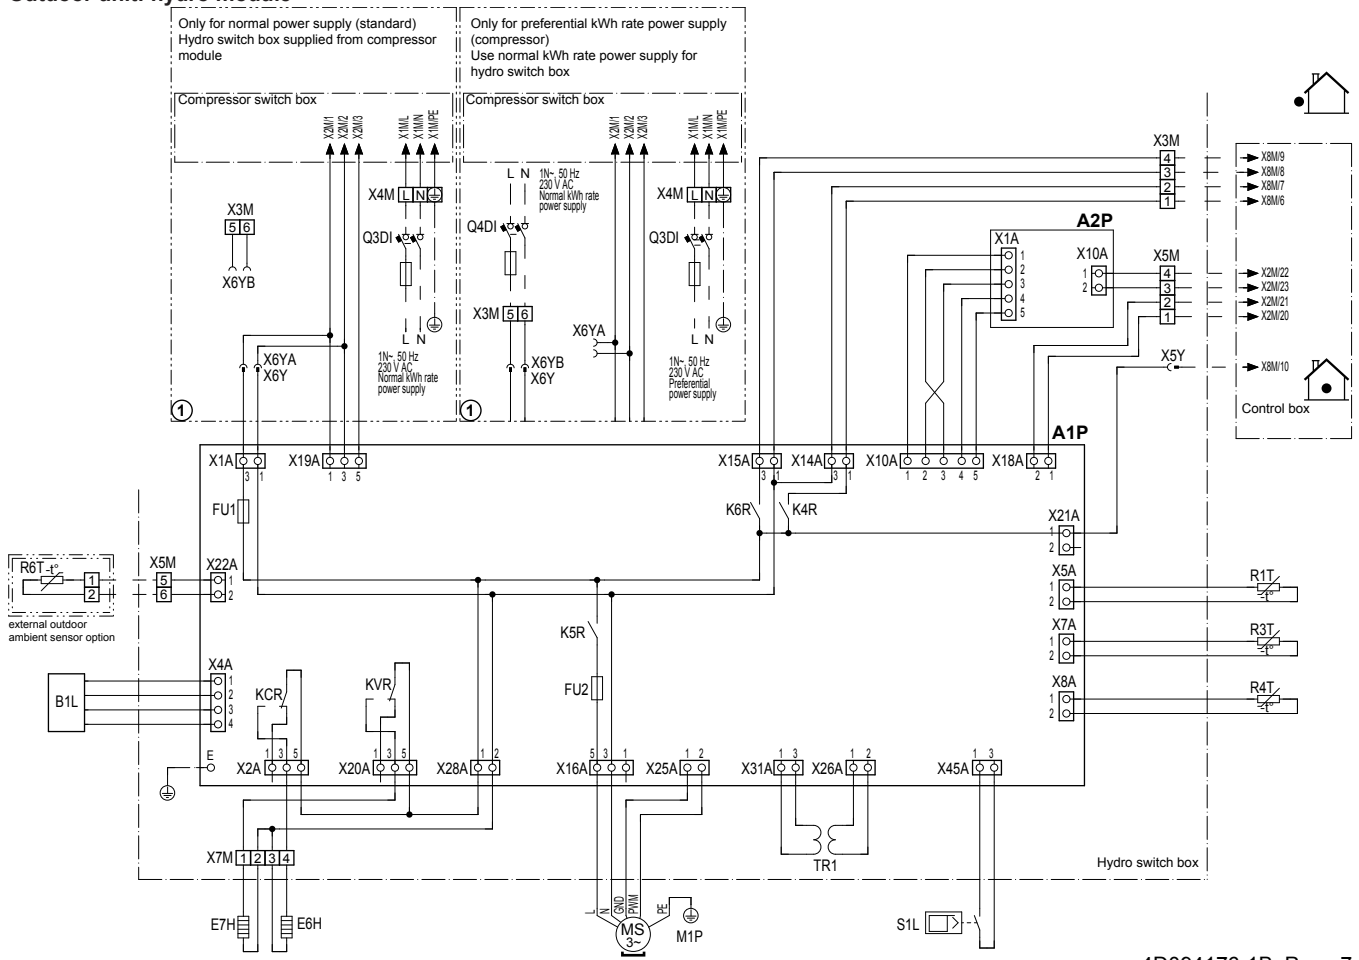 Only for normal power supply (standard)
Hydro switch box supplied from compressor
module
Only for preferential kWh rate power supply
(compressor)
Use normal kWh rate power supply for
hydro switch box
Compressor switch box
X2M/1
X2M/2
X2M/3
X1M/L
X1M/N
X1M/PE
Compressor switch box
X2M/1
X2M/2
X2M/3
X1M/L
X1M/N
X1M/PE
X3M
5 6
X6YB
X4M L N
Q3DI
L N
1N~, 50 Hz
230 V AC
Normal kWh rate
power supply
X6YA
X6Y
1
L N
1N~, 50 Hz
230 V AC
Normal kWh rate
power supply
Q4DI
X3M 5 6
X6YA
X6YB
X6Y
X4M L N
Q3DI
L N
1N~, 50 Hz
230 V AC
Preferential
power supply
1
X3M
4
3
2
1
X8M/9
X8M/8
X8M/7
X8M/6
A2P
X1A
1
2
3
4
5
X10A
1
2
X5M
4
3
2
1
X2M/22
X2M/23
X2M/21
X2M/20
X5Y
X8M/10
Control box
A1P
X1A
3 1
X19A
1 3 5
X15A
3 1
X14A
3 1
X10A
1 2 3 4 5
X18A
2 1
FU1
K6R
K4R
X21A
1
2
R6T
-t°
1
2
external outdoor
ambient sensor option
X5M
5
6
X22A
1
2
X5A
1
2
R1T
-t°
X7A
1
2
R3T
-t°
X8A
1
2
R4T
-t°
K5R
FU2
B1L
X4A
1
2
3
4
KCR
KVR
E
X2A
1 3 5
X20A
1 3 5
X28A
1 2
X16A
5 3 1
X25A
1 2
X31A
1 3
X26A
1 2
X45A
1 3
TR1
X7M 1 2 3 4
Hydro switch box
E7H
E6H
L
N
GND
PWM
PE
MS
3~
M1P
S1L